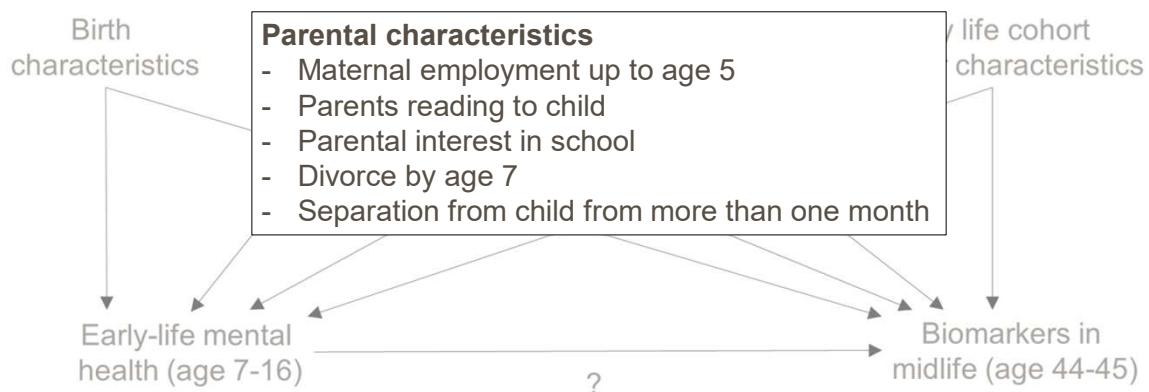 Birth
characteristics
Parental characteristics
- Maternal employment up to age 5
- Parents reading to child
- Parental interest in school
- Divorce by age 7
- Separation from child from more than one month
life cohort
characteristics
Early-life mental
health (age 7-16)
?
Biomarkers in
midlife (age 44-45)